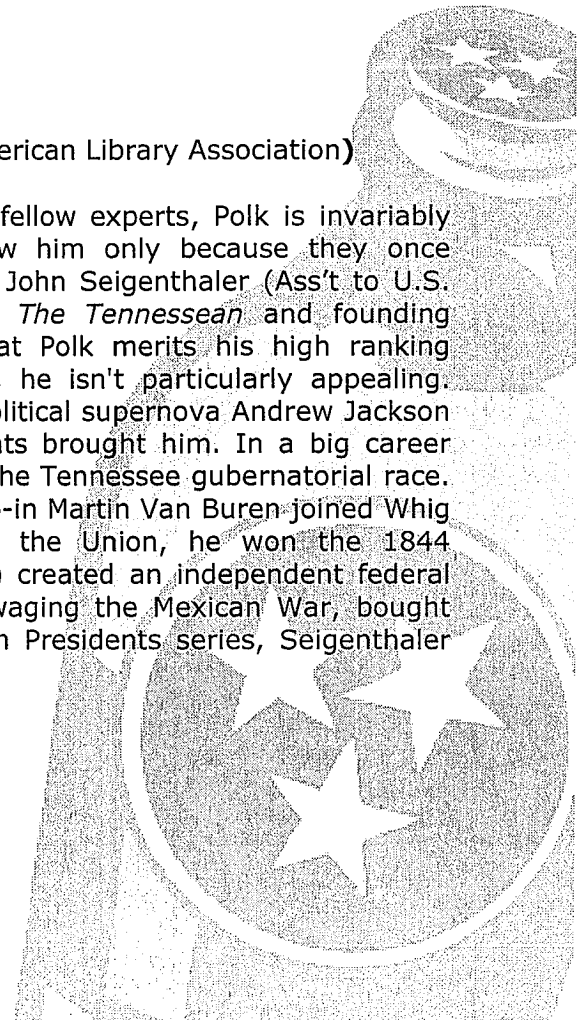 erican Library Association)
fellow experts, Polk is invariably
w him only because they once
John Seigenthaler (Ass't to U.S.
The Tennessean and founding
at Polk merits his high ranking
he isn't particularly appealing.
olitical supernova Andrew Jackson
nts brought him. In a big career
he Tennessee gubernatorial race.
-in Martin Van Buren joined Whig
the Union, he won the 1844
created an independent federal
waging the Mexican War, bought
n Presidents series, Seigenthaler